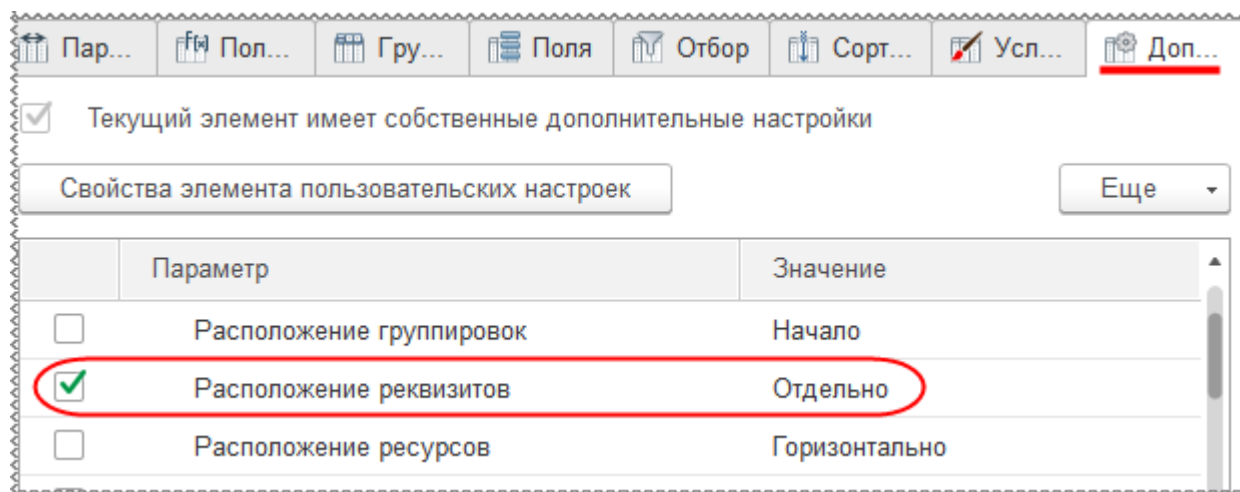 Пар... Пол... Гру... Поля Отбор Сорт... Усл... Доп...
Текущий элемент имеет собственные дополнительные настройки
Свойства элемента пользовательских настроек Еще
Параметр Значение
Расположение группировок Начало
Расположение реквизитов Отдельно
Расположение ресурсов Горизонтально